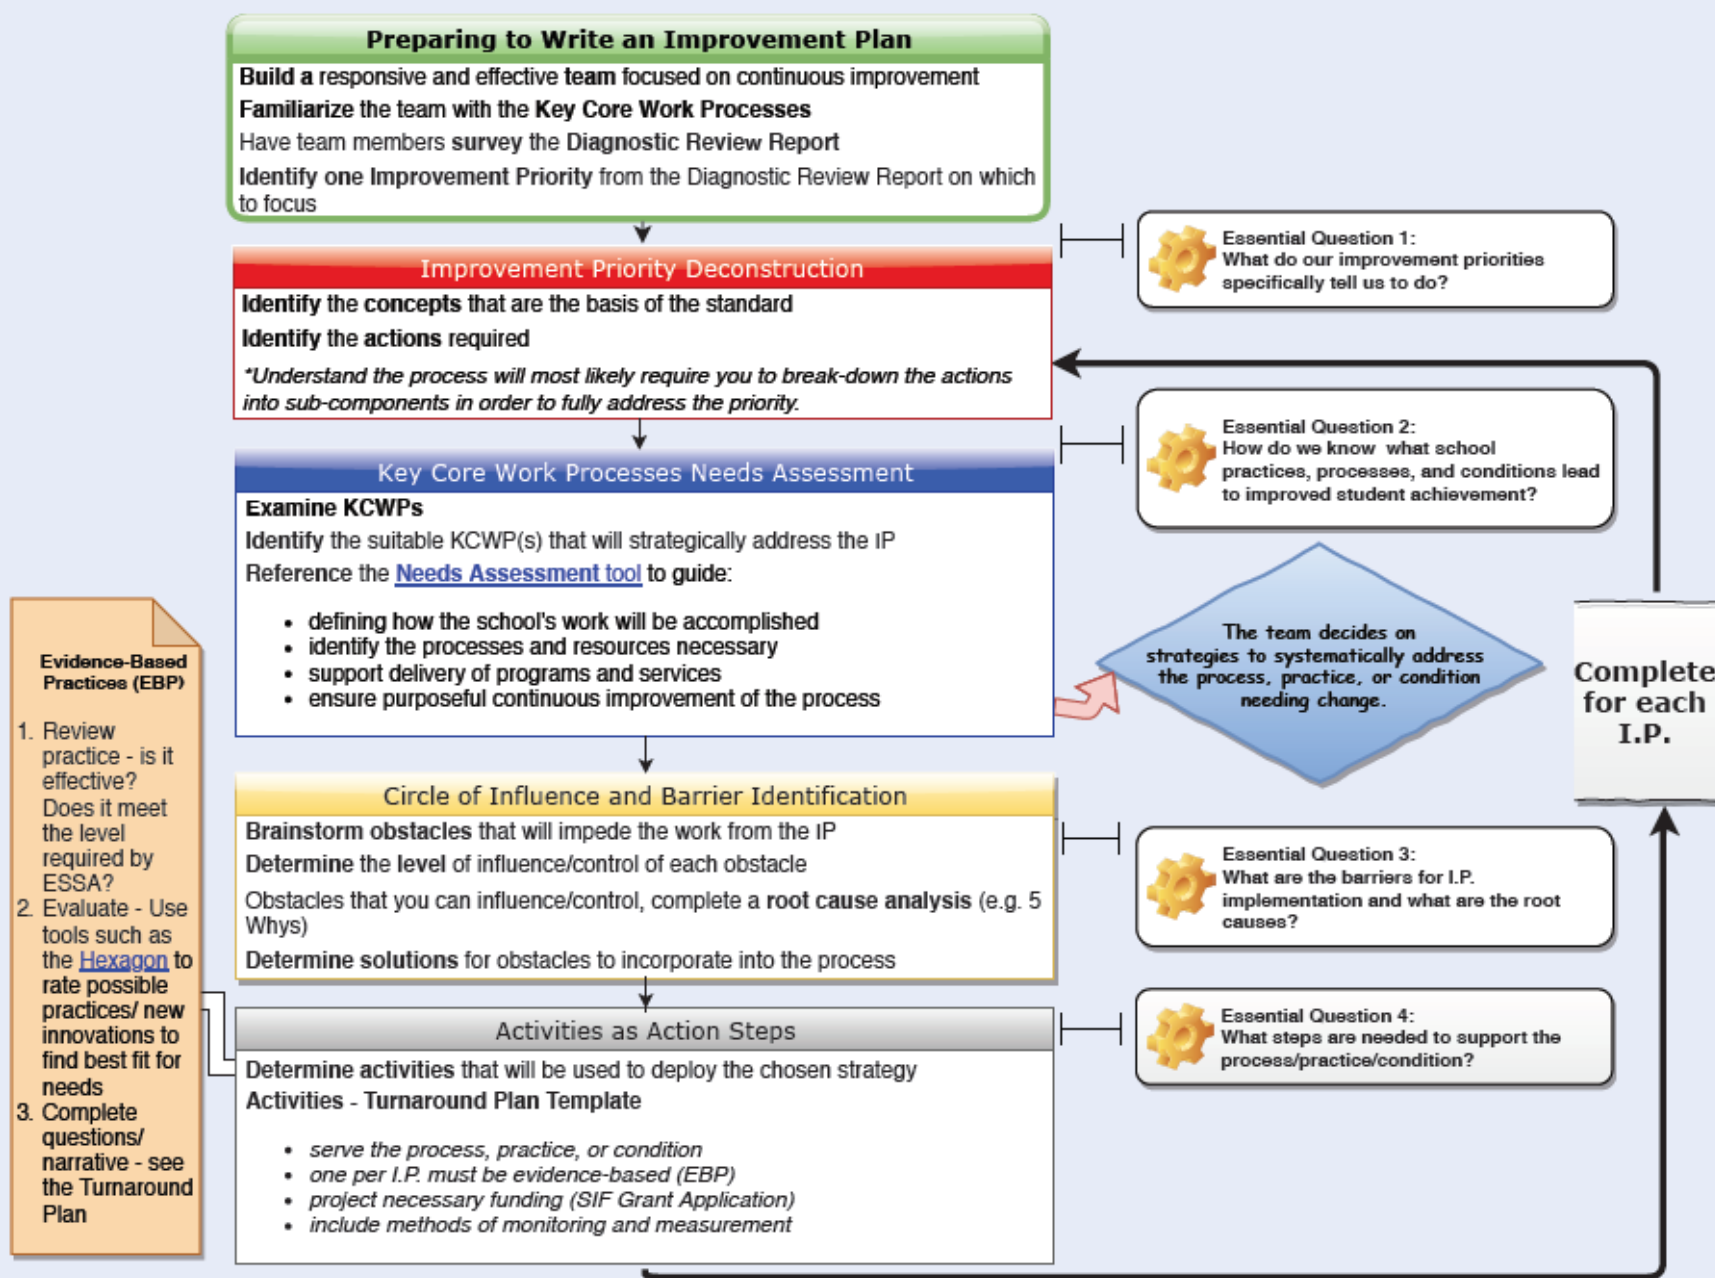 Preparing to Write an Improvement Plan
Build a responsive and effective team focused on continuous improvement
Familiarize the team with the Key Core Work Processes
Have team members survey the Diagnostic Review Report
Identify one Improvement Priority from the Diagnostic Review Report on which
to focus
Essential Question 1:
What do our improvement priorities
specifically tell us to do?
Improvement Priority Deconstruction
Identify the concepts that are the basis of the standard
Identify the actions required
*Understand the process will most likely require you to break-down the actions
into sub-components in order to fully address the priority.
Essential Question 2:
How do we know what school
practices, processes, and conditions lead
to improved student achievement?
Key Core Work Processes Needs Assessment
Examine KCWPs
Identify the suitable KCWP(s) that will strategically address the IP
Reference the Needs Assessment tool to guide:
• defining how the school's work will be accomplished
• identify the processes and resources necessary
• support delivery of programs and services
• ensure purposeful continuous improvement of the process
The team decides on
strategies to systematically address
the process, practice, or condition
needing change.
Complete
for each
I.P.
Circle of Influence and Barrier Identification
Brainstorm obstacles that will impede the work from the IP
Determine the level of influence/control of each obstacle
Obstacles that you can influence/control, complete a root cause analysis (e.g. 5
Whys)
Determine solutions for obstacles to incorporate into the process
Essential Question 3:
What are the barriers for I.P.
implementation and what are the root
causes?
Activities as Action Steps
Determine activities that will be used to deploy the chosen strategy
Activities - Turnaround Plan Template
• serve the process, practice, or condition
• one per I.P. must be evidence-based (EBP)
• project necessary funding (SIF Grant Application)
• include methods of monitoring and measurement
Essential Question 4:
What steps are needed to support the
process/practice/condition?
Evidence-Based
Practices (EBP)
1. Review
practice - is it
effective?
Does it meet
the level
required by
ESSA?
2. Evaluate - Use
tools such as
the Hexagon to
rate possible
practices/ new
innovations to
find best fit for
needs
3. Complete
questions/
narrative - see
the Turnaround
Plan